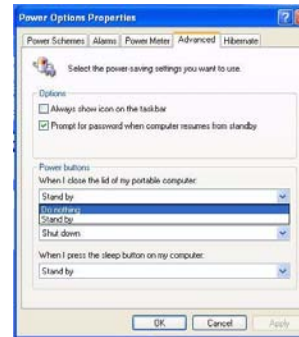 Power Options Properties
Power Schemes Alarms Power Meter Advanced Hibernate
Select the power-saving settings you want to use.
Options
Always show icon on the taskbar
Prompt for password when computer resumes from standby
Power buttons
When I close the lid of my portable computer:
Stand by
Do nothing
Stand by
Shut down
When I press the sleep button on my computer:
Stand by
OK Cancel Apply